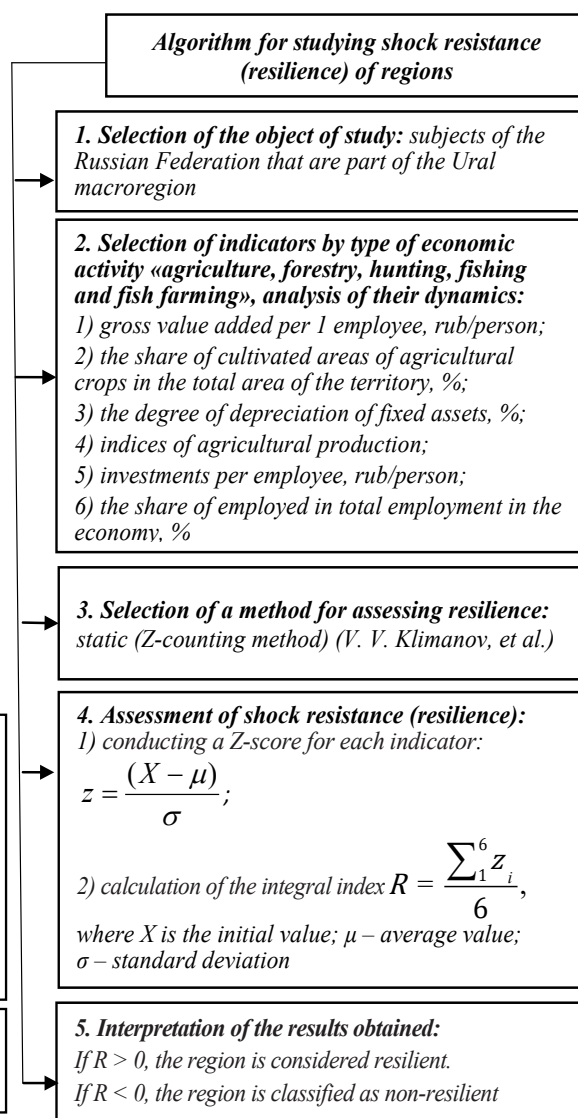 Algorithm for studying shock resistance
(resilience) of regions
1. Selection of the object of study: subjects of the
Russian Federation that are part of the Ural
macroregion
2. Selection of indicators by type of economic
activity «agriculture, forestry, hunting, fishing
and fish farming», analysis of their dynamics:
1) gross value added per 1 employee, rub/person;
2) the share of cultivated areas of agricultural
crops in the total area of the territory, %;
3) the degree of depreciation of fixed assets, %;
4) indices of agricultural production;
5) investments per employee, rub/person;
6) the share of employed in total employment in the
economy, %
3. Selection of a method for assessing resilience:
static (Z-counting method) (V. V. Klimanov, et al.)
4. Assessment of shock resistance (resilience):
1) conducting a Z-score for each indicator:
z = (X − μ) / σ ;
2) calculation of the integral index R = ∑₁⁶ zᵢ / 6 ,
where X is the initial value; μ – average value;
σ – standard deviation
5. Interpretation of the results obtained:
If R > 0, the region is considered resilient.
If R < 0, the region is classified as non-resilient